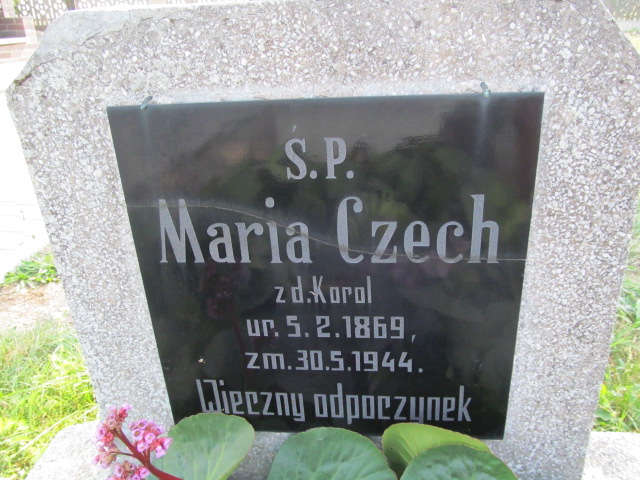 Ś.P.
Maria Czech
z d. Korol
ur. 5.2.1869,
zm. 30.5.1944.
Wieczny odpoczynek